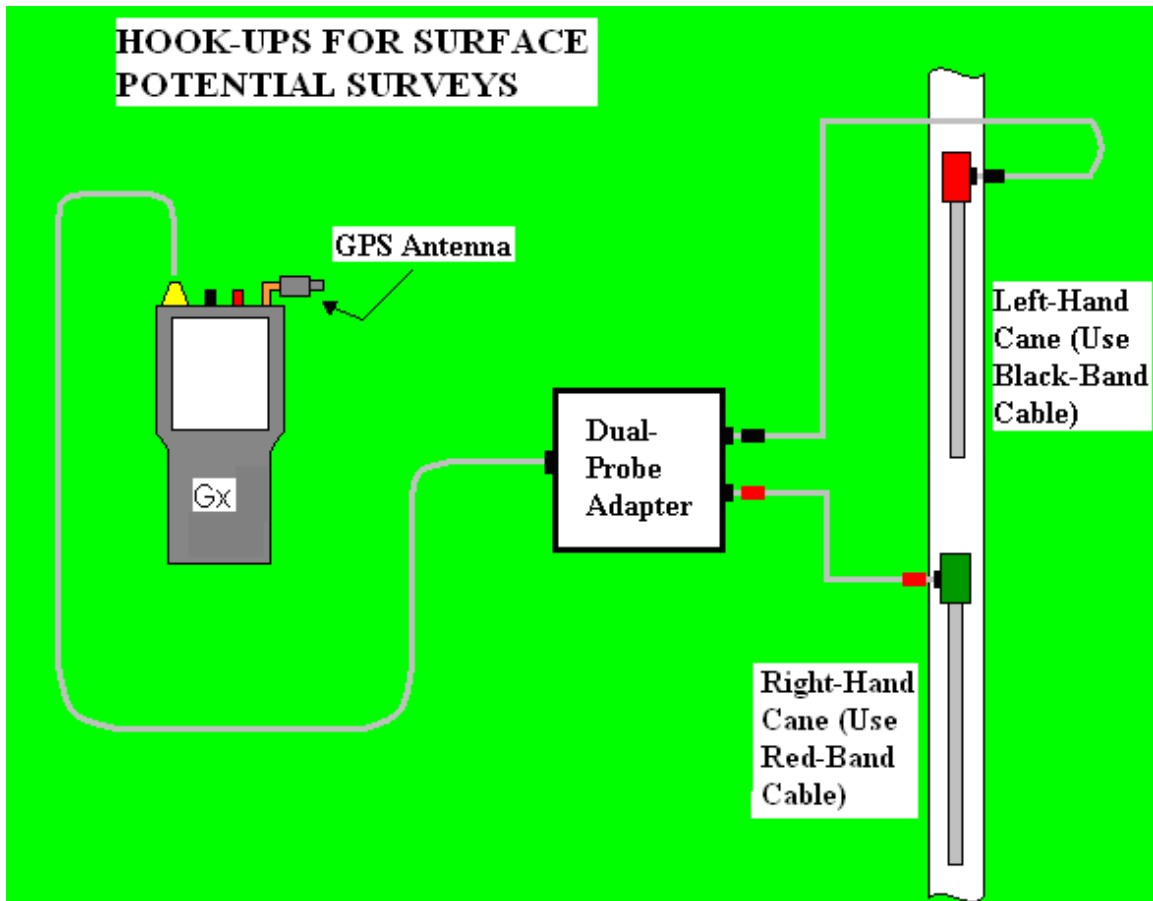 HOOK-UPS FOR SURFACE
POTENTIAL SURVEYS
GPS Antenna
Gx
Dual-
Probe
Adapter
Left-Hand
Cane (Use
Black-Band
Cable)
Right-Hand
Cane (Use
Red-Band
Cable)